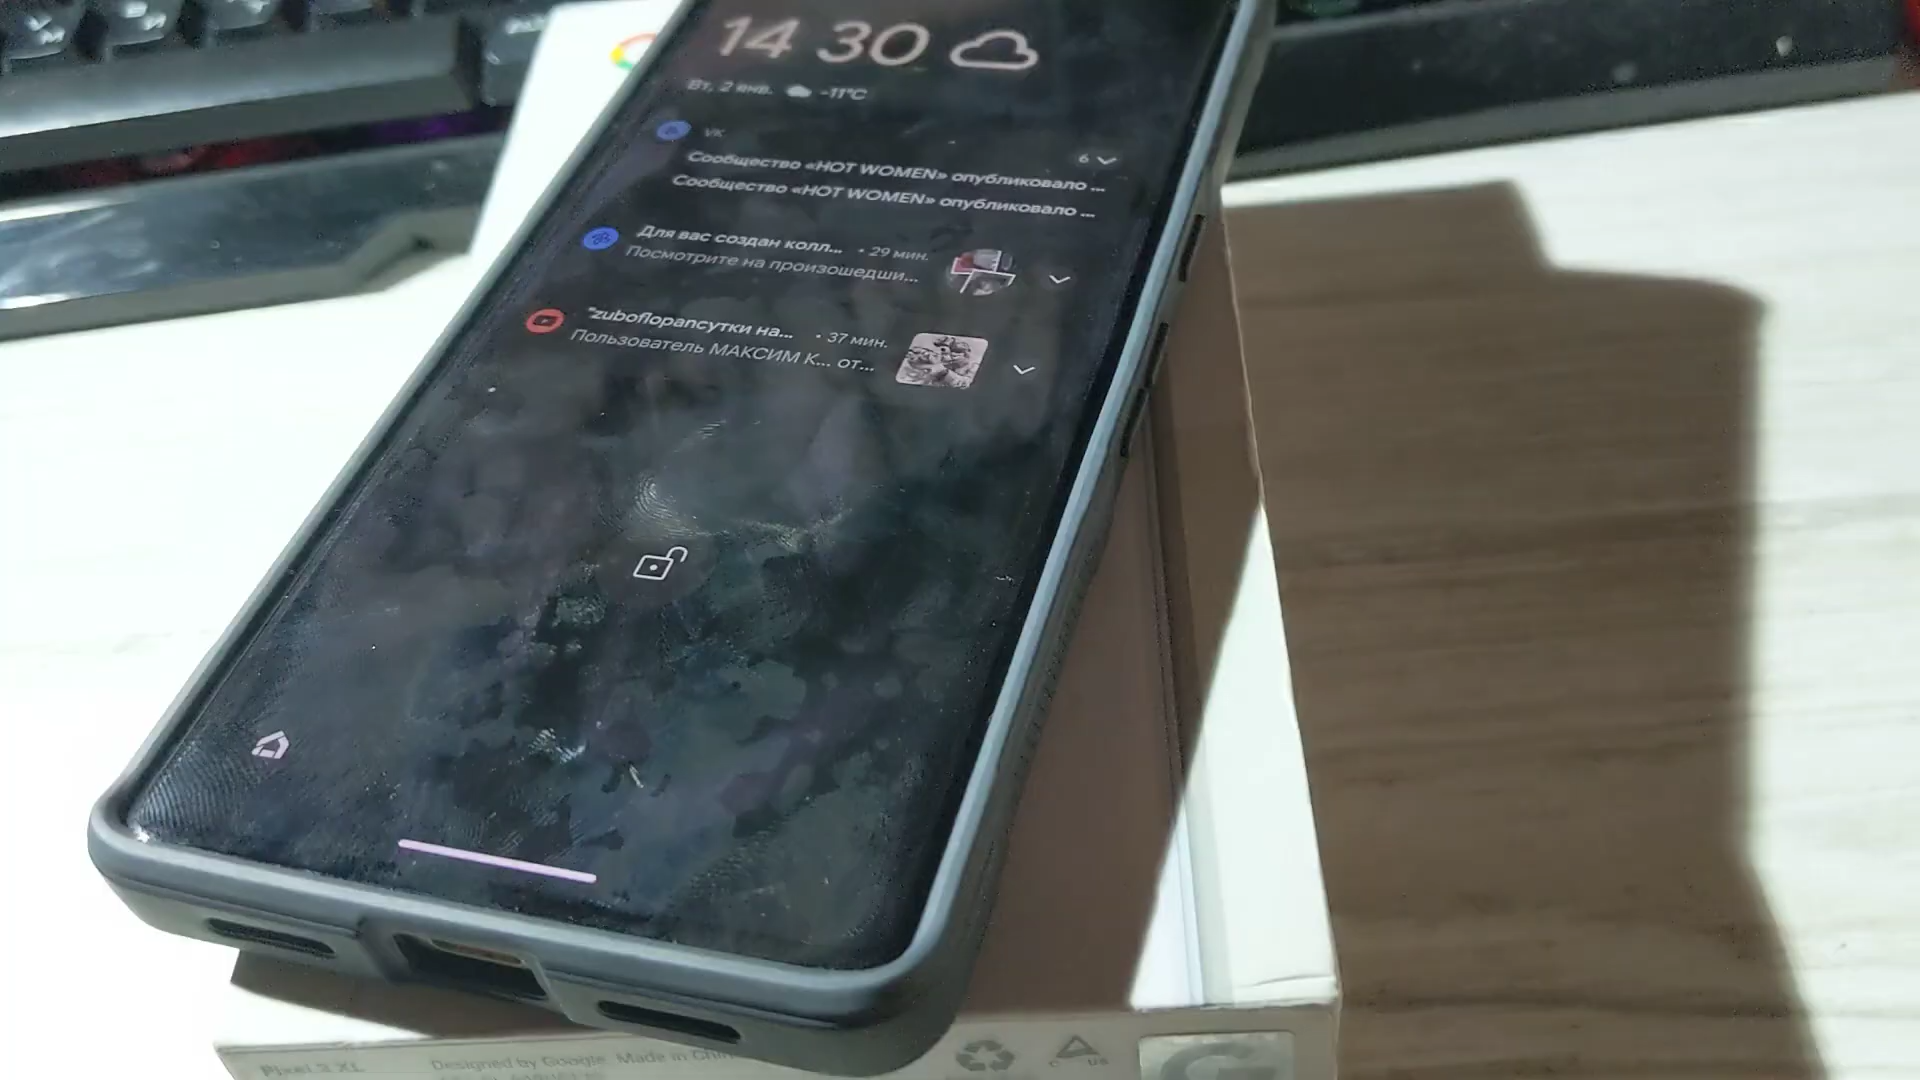 14 30
Вт, 2 янв. -11°C
VK
6
Сообщество «HOT WOMEN» опубликовало ...
Сообщество «HOT WOMEN» опубликовало ...
Для вас создан колл... • 29 мин.
Посмотрите на произошедши...
"zuboflopanсутки на... • 37 мин.
Пользователь МАКСИМ К... от...
Pixel 3 XL
Designed by Google Made in
G